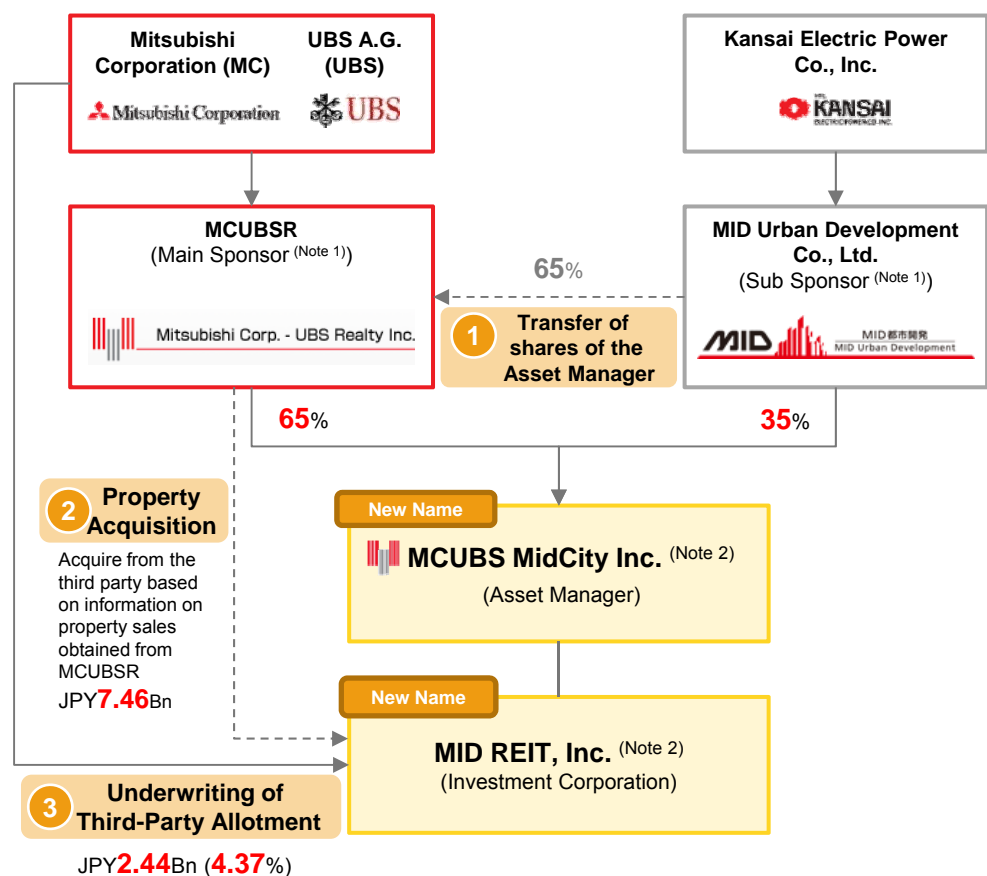 Mitsubishi
Corporation (MC)
UBS A.G.
(UBS)
Mitsubishi Corporation
UBS
Kansai Electric Power
Co., Inc.
KANSAI
ELECTRIC POWER CO. INC.
MCUBSR
(Main Sponsor (Note 1))
Mitsubishi Corp. - UBS Realty Inc.
65%
MID Urban Development
Co., Ltd.
(Sub Sponsor (Note 1))
MID
MID都市開発
MID Urban Development
1
Transfer of
shares of the
Asset Manager
65%
35%
2
Property
Acquisition
Acquire from the
third party based
on information on
property sales
obtained from
MCUBSR
JPY7.46Bn
New Name
MCUBS MidCity Inc. (Note 2)
(Asset Manager)
New Name
MID REIT, Inc. (Note 2)
(Investment Corporation)
3
Underwriting of
Third-Party Allotment
JPY2.44Bn (4.37%)